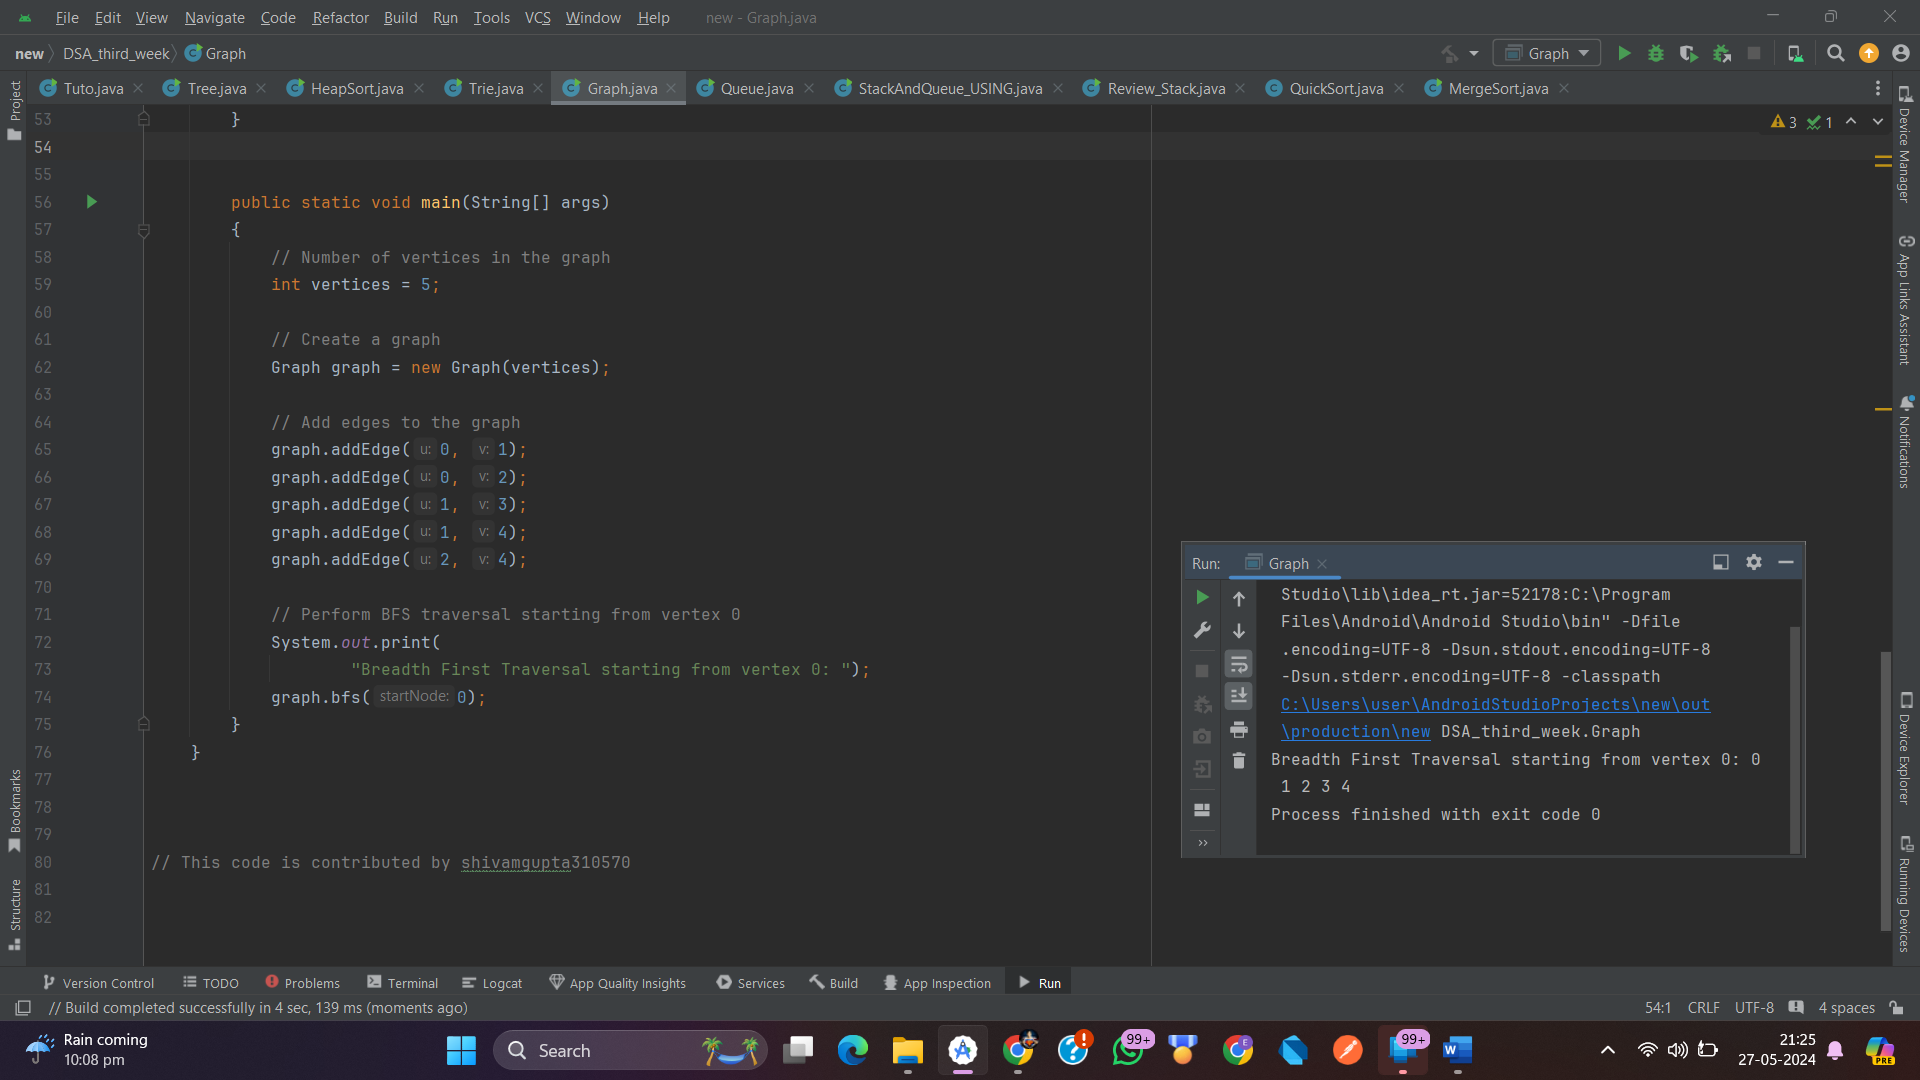 File Edit View Navigate Code Refactor Build Run Tools VCS Window Help new - Graph.java
new DSA_third_week Graph
Graph
Tuto.java Tree.java HeapSort.java Trie.java Graph.java Queue.java StackAndQueue_USING.java Review_Stack.java QuickSort.java MergeSort.java
Project
53 }
3 1
54
55
56 public static void main(String[] args)
57 {
58 // Number of vertices in the graph
59 int vertices = 5;
60
61 // Create a graph
62 Graph graph = new Graph(vertices);
63
64 // Add edges to the graph
65 graph.addEdge( u: 0, v: 1);
66 graph.addEdge( u: 0, v: 2);
67 graph.addEdge( u: 1, v: 3);
68 graph.addEdge( u: 1, v: 4);
69 graph.addEdge( u: 2, v: 4);
70
71 // Perform BFS traversal starting from vertex 0
72 System.out.print(
73 "Breadth First Traversal starting from vertex 0: ");
74 graph.bfs( startNode: 0);
75 }
76 }
77
78
79
80 // This code is contributed by shivamgupta310570
81
82
Bookmarks
Structure
Run: Graph
Studio\lib\idea_rt.jar=52178:C:\Program
Files\Android\Android Studio\bin" -Dfile
.encoding=UTF-8 -Dsun.stdout.encoding=UTF-8
-Dsun.stderr.encoding=UTF-8 -classpath
C:\Users\user\AndroidStudioProjects\new\out
\production\new DSA_third_week.Graph
Breadth First Traversal starting from vertex 0: 0
1 2 3 4
Process finished with exit code 0
Device Manager
App Links Assistant
Notifications
Device Explorer
Running Devices
Version Control TODO Problems Terminal Logcat App Quality Insights Services Build App Inspection Run
// Build completed successfully in 4 sec, 139 ms (moments ago)
54:1 CRLF UTF-8 4 spaces
Rain coming
10:08 pm
Search
99+
E
99+
W
21:25
27-05-2024
PRE